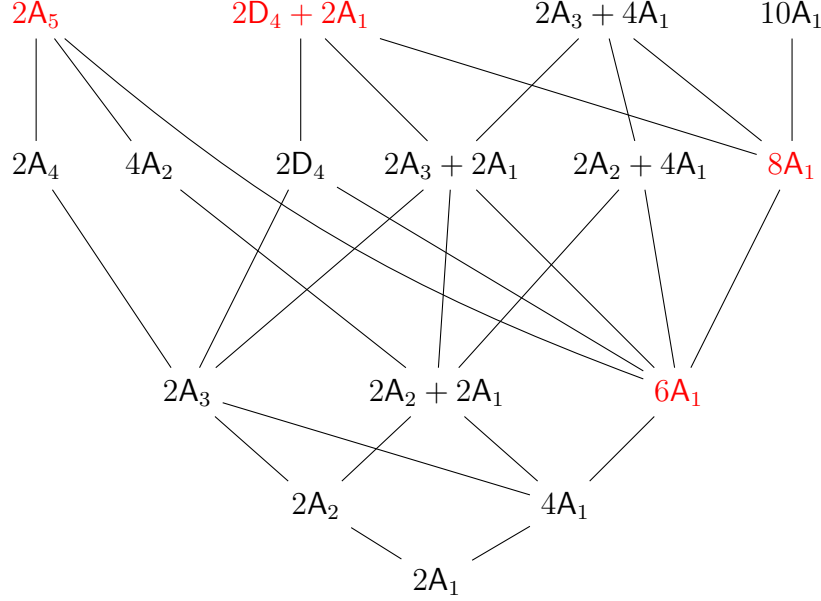 2A₅ 2D₄ + 2A₁ 2A₃ + 4A₁ 10A₁
2A₄ 4A₂ 2D₄ 2A₃ + 2A₁ 2A₂ + 4A₁ 8A₁
2A₃ 2A₂ + 2A₁ 6A₁
2A₂ 4A₁
2A₁